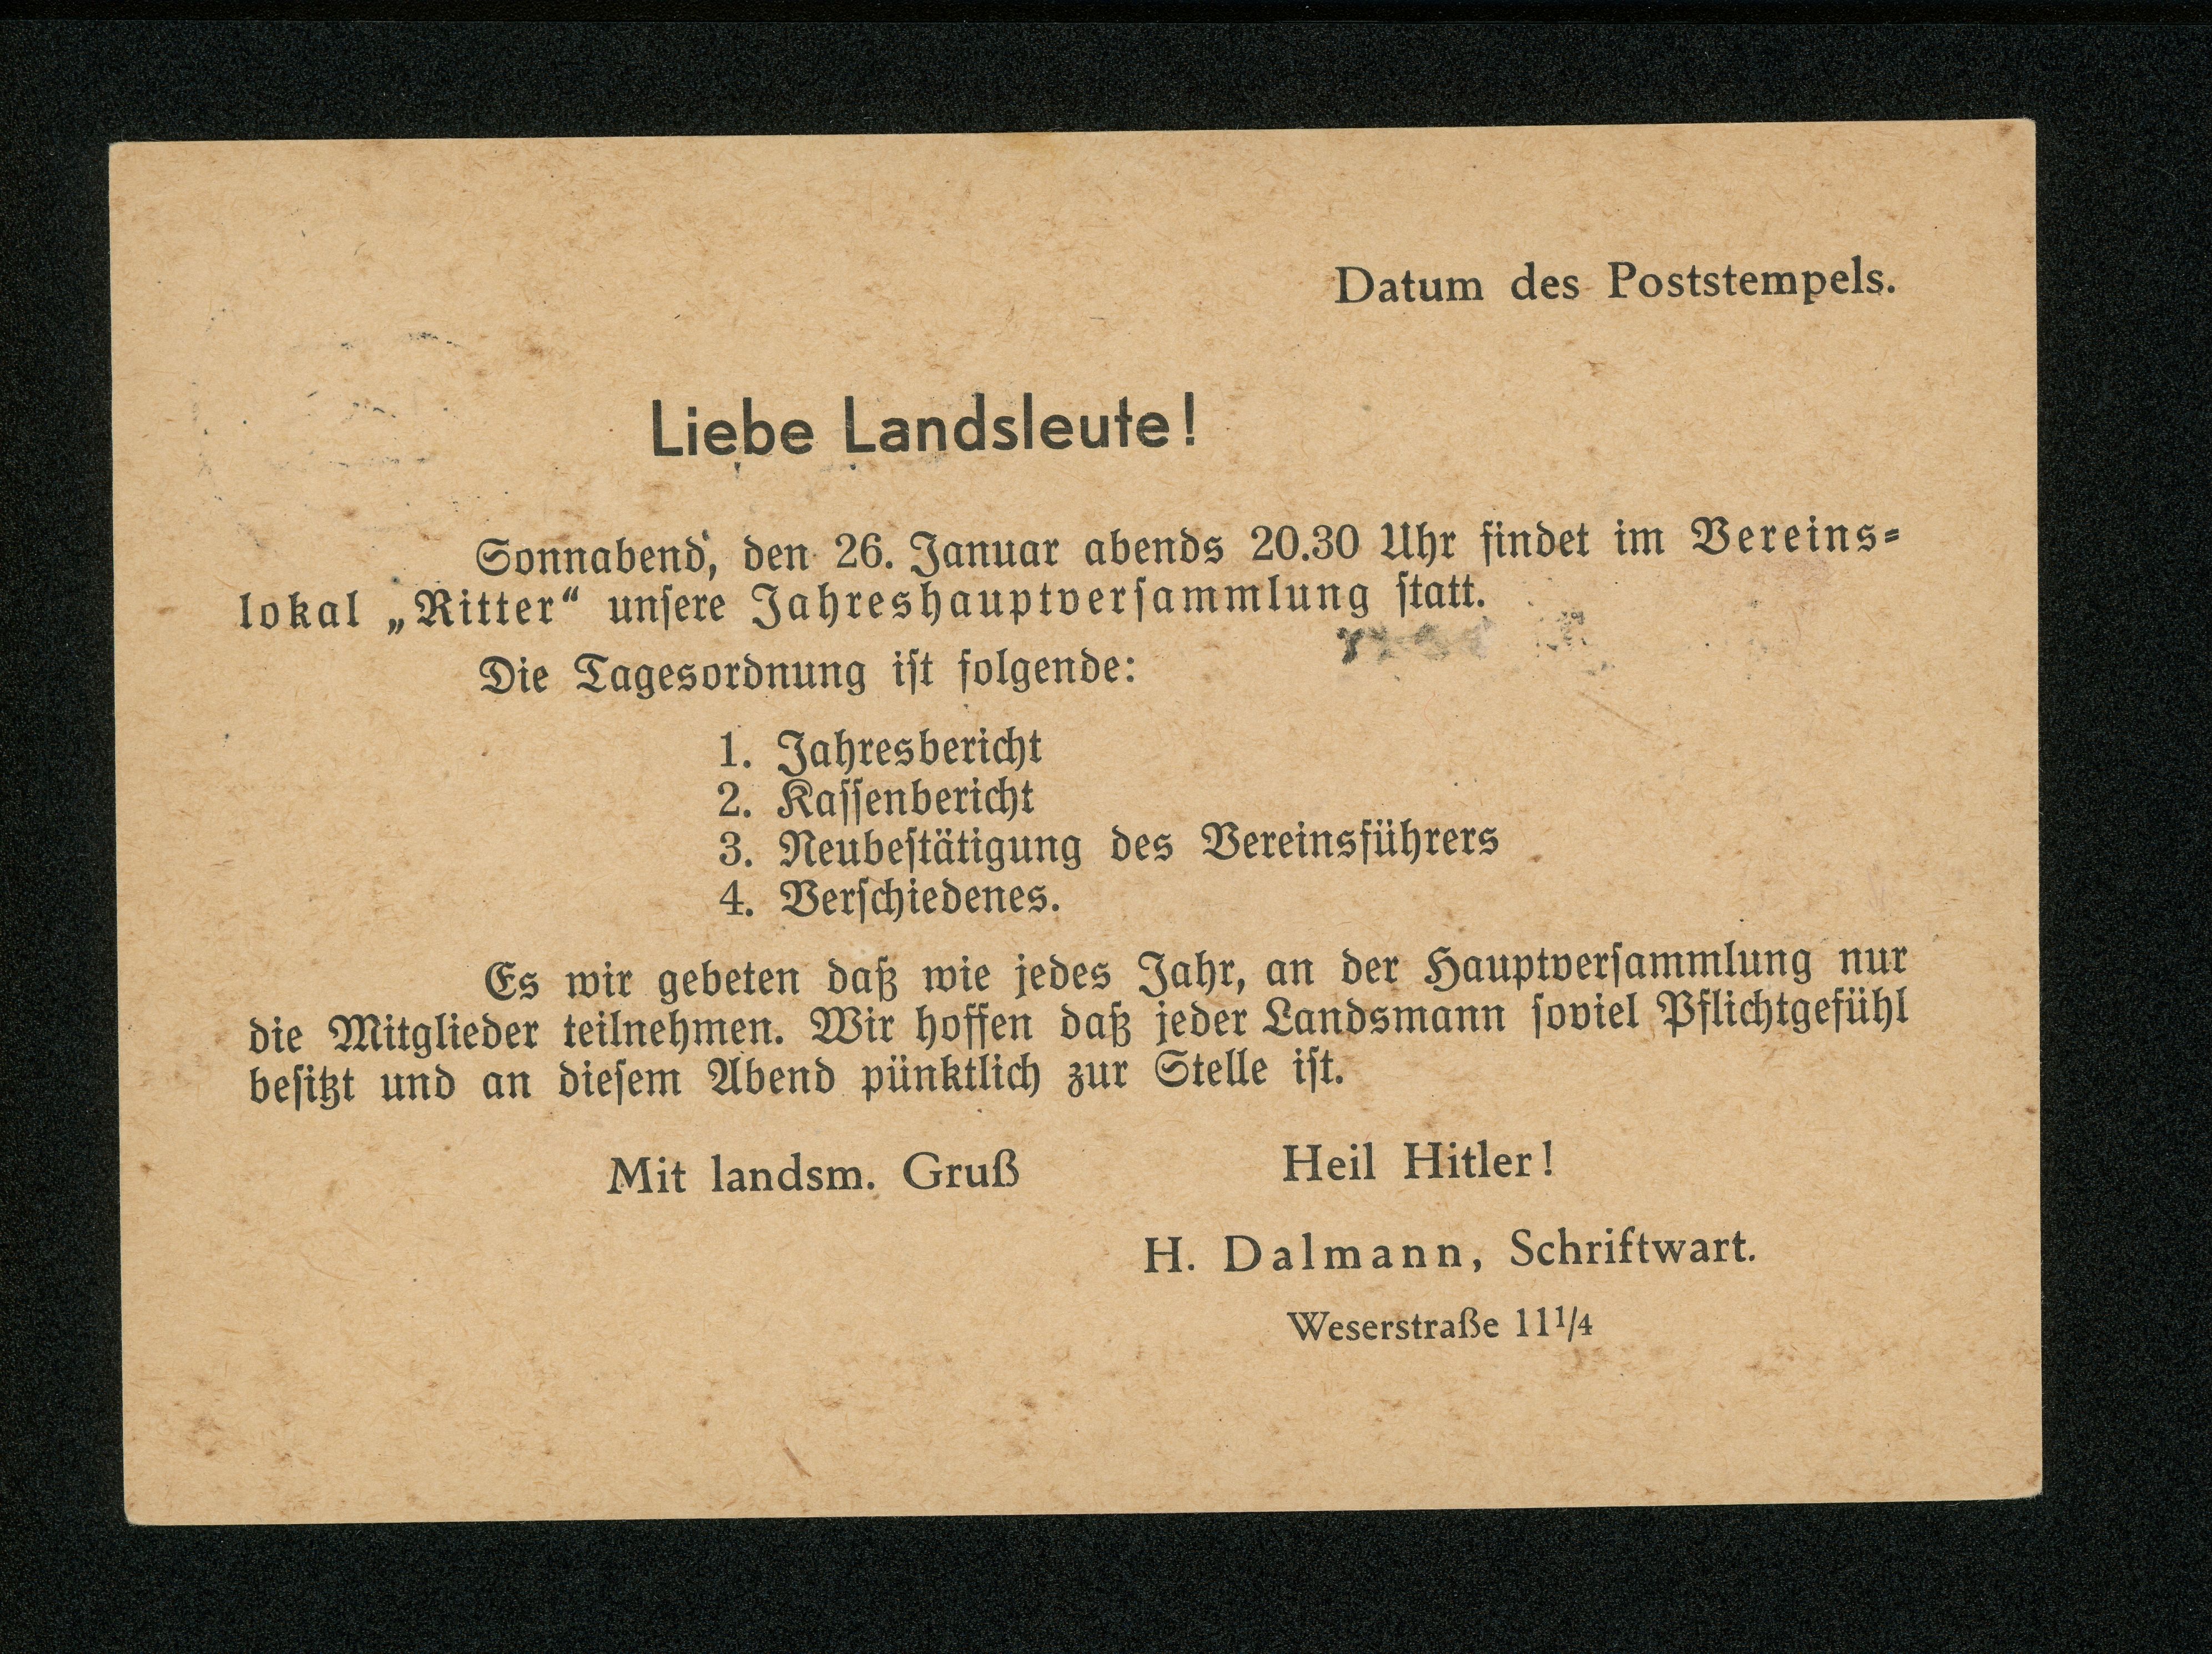 Datum des Poststempels.
Liebe Landsleute!
Sonnabend, den 26. Januar abends 20.30 Uhr findet im Vereins-
lokal „Ritter“ unsere Jahreshauptversammlung statt.
Die Tagesordnung ist folgende:
1. Jahresbericht
2. Kassenbericht
3. Neubestätigung des Vereinsführers
4. Verschiedenes.
Es wir gebeten daß wie jedes Jahr, an der Hauptversammlung nur
die Mitglieder teilnehmen. Wir hoffen daß jeder Landsmann soviel Pflichtgefühl
besitzt und an diesem Abend pünktlich zur Stelle ist.
Mit landsm. Gruß Heil Hitler!
H. Dalmann, Schriftwart.
Weserstraße 11¹/4